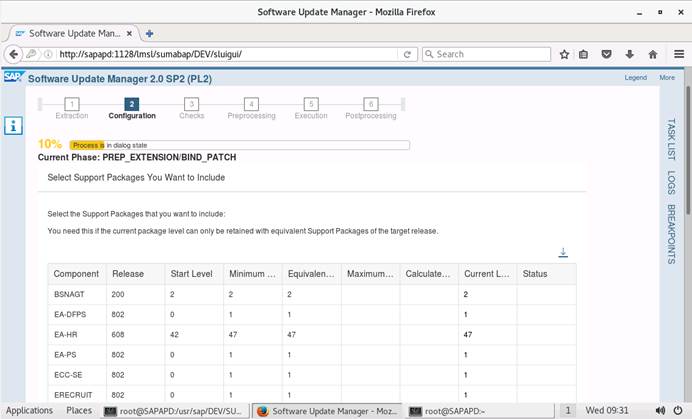 Software Update Manager - Mozilla Firefox
Software Update Man...
http://sapapd:1128/lmsl/sumabap/DEV/sluigui/
Search
SAP
Software Update Manager 2.0 SP2 (PL2)
Legend More
1 2 3 4 5 6
Extraction Configuration Checks Preprocessing Execution Postprocessing
10% Process is in dialog state
Current Phase: PREP_EXTENSION/BIND_PATCH
Select Support Packages You Want to Include
Select the Support Packages that you want to include:
You need this if the current package level can only be retained with equivalent Support Packages of the target release.
Component Release Start Level Minimum ... Equivalen... Maximum... Calculate... Current L... Status
BSNAGT 200 2 2 2 2
EA-DFPS 802 0 1 1 1
EA-HR 608 42 47 47 47
EA-PS 802 0 1 1 1
ECC-SE 802 0 1 1 1
ERECRUIT 802 0 1 1 1
TASK LIST
LOGS
BREAKPOINTS
Applications Places root@SAPAPD:/usr/sap/DEV/SU... Software Update Manager - Moz... root@SAPAPD:~ 1 Wed 09:31